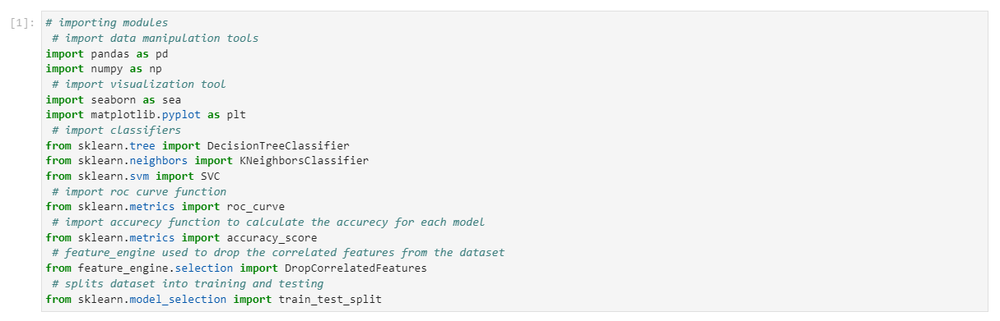 [1]: # importing modules
# import data manipulation tools
import pandas as pd
import numpy as np
# import visualization tool
import seaborn as sea
import matplotlib.pyplot as plt
# import classifiers
from sklearn.tree import DecisionTreeClassifier
from sklearn.neighbors import KNeighborsClassifier
from sklearn.svm import SVC
# import roc curve function
from sklearn.metrics import roc_curve
# import accurecy function to calculate the accurecy for each model
from sklearn.metrics import accuracy_score
# feature_engine used to drop the correlated features from the dataset
from feature_engine.selection import DropCorrelatedFeatures
# splits dataset into training and testing
from sklearn.model_selection import train_test_split